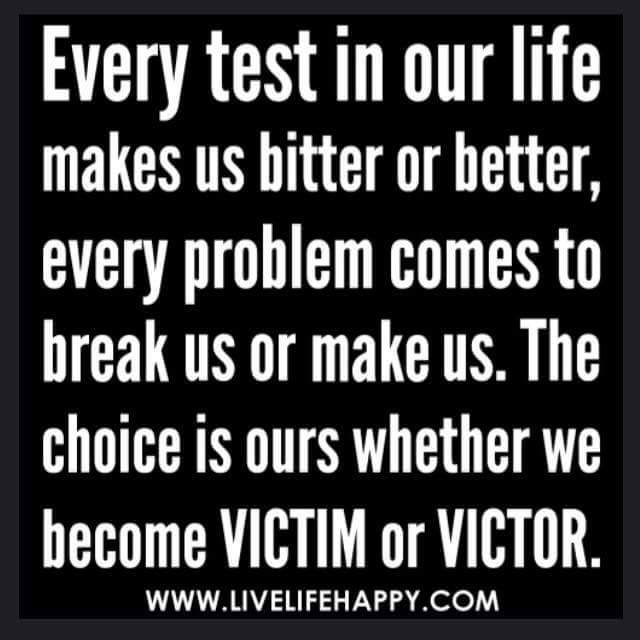 Every test in our life
makes us bitter or better,
every problem comes to
break us or make us. The
choice is ours whether we
become VICTIM or VICTOR.
WWW.LIVELIFEHAPPY.COM